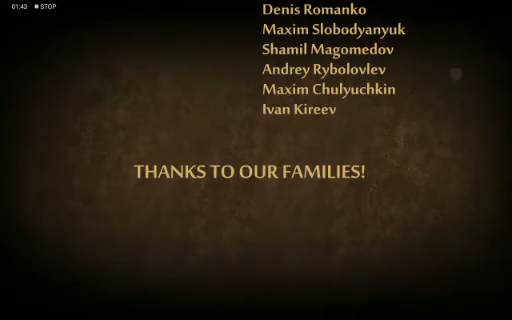 01:43 ■ STOP
Denis Romanko
Maxim Slobodyanyuk
Shamil Magomedov
Andrey Rybolovlev
Maxim Chulyuchkin
Ivan Kireev
THANKS TO OUR FAMILIES!